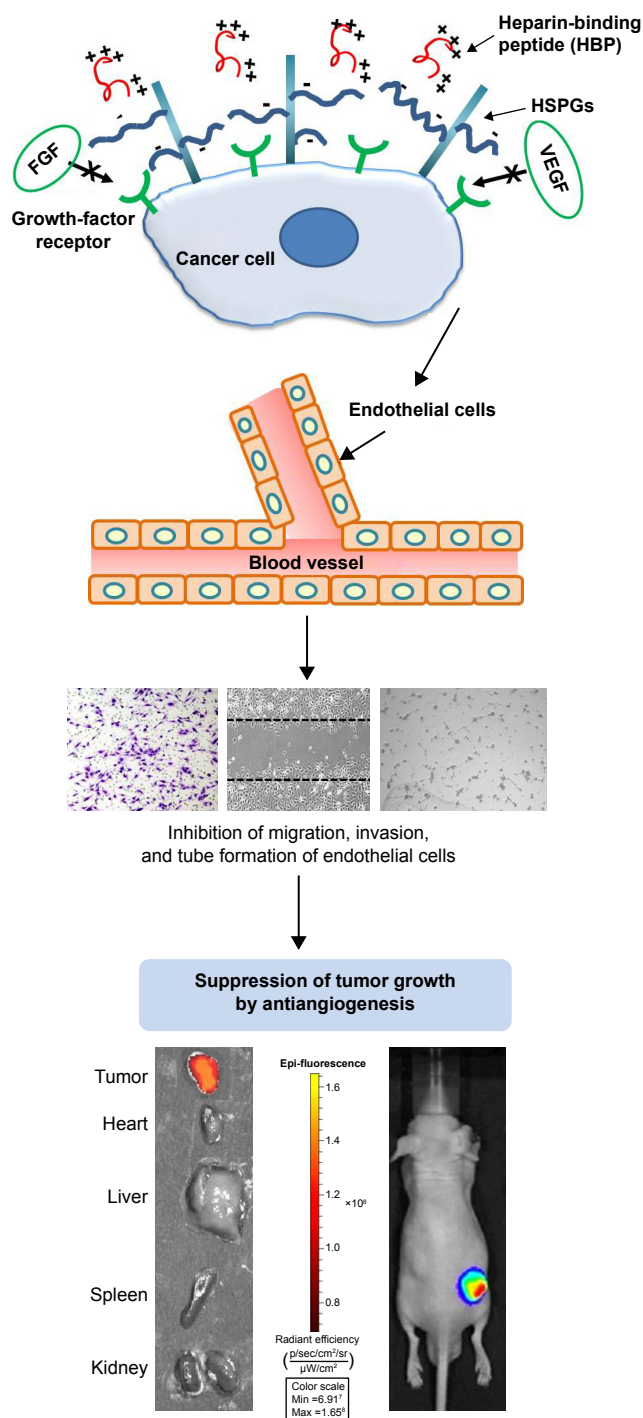 Heparin-binding
peptide (HBP)
HSPGs
FGF
VEGF
Growth-factor
receptor
Cancer cell
Endothelial cells
Blood vessel
Inhibition of migration, invasion,
and tube formation of endothelial cells
Suppression of tumor growth
by antiangiogenesis
Tumor
Heart
Liver
Spleen
Kidney
Epi-fluorescence
1.6
1.4
1.2
×10⁸
1.0
0.8
Radiant efficiency
(p/sec/cm²/sr
µW/cm²)
Color scale
Min =6.91⁷
Max =1.65⁸